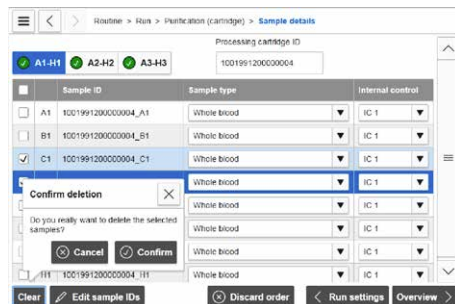 Routine > Run > Purification (cartridge) > Sample details
Processing cartridge ID
A1-H1 A2-H2 A3-H3 1001991200000004
Sample ID Sample type Internal control
A1 1001991200000004_A1 Whole blood IC 1
B1 1001991200000004_B1 Whole blood IC 1
C1 1001991200000004_C1 Whole blood IC 1
Whole blood IC 1
Confirm deletion
Whole blood IC 1
Do you really want to delete the selected
samples?
Whole blood IC 1
Cancel Confirm
Whole blood IC 1
H1 1001991200000004_H1 Whole blood IC 1
Clear Edit sample IDs Discard order Run settings Overview